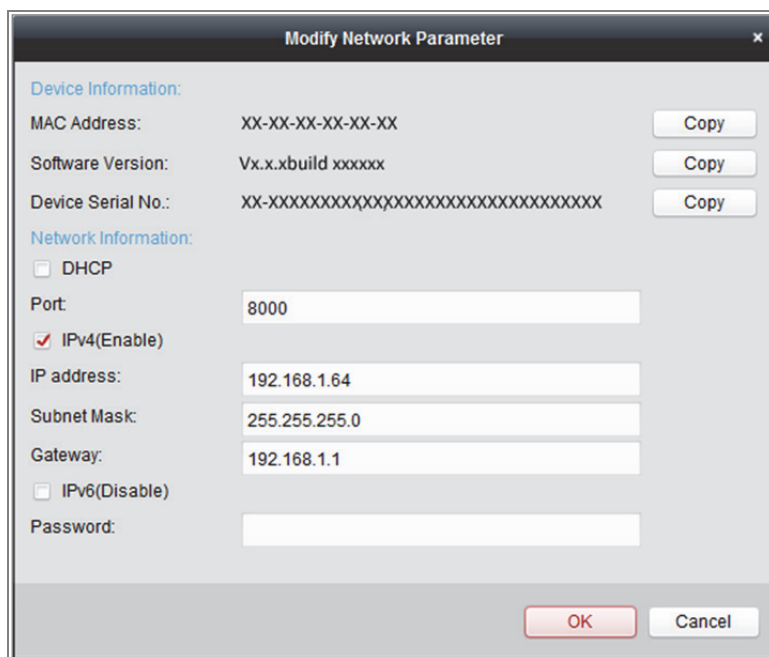 Modify Network Parameter ×
Device Information:
MAC Address: XX-XX-XX-XX-XX-XX Copy
Software Version: Vx.x.xbuild xxxxxx Copy
Device Serial No.: XX-XXXXXXXXXXXXXXXXXXXXXXXXXXXXXXXX Copy
Network Information:
DHCP
Port: 8000
IPv4(Enable)
IP address: 192.168.1.64
Subnet Mask: 255.255.255.0
Gateway: 192.168.1.1
IPv6(Disable)
Password:
OK Cancel